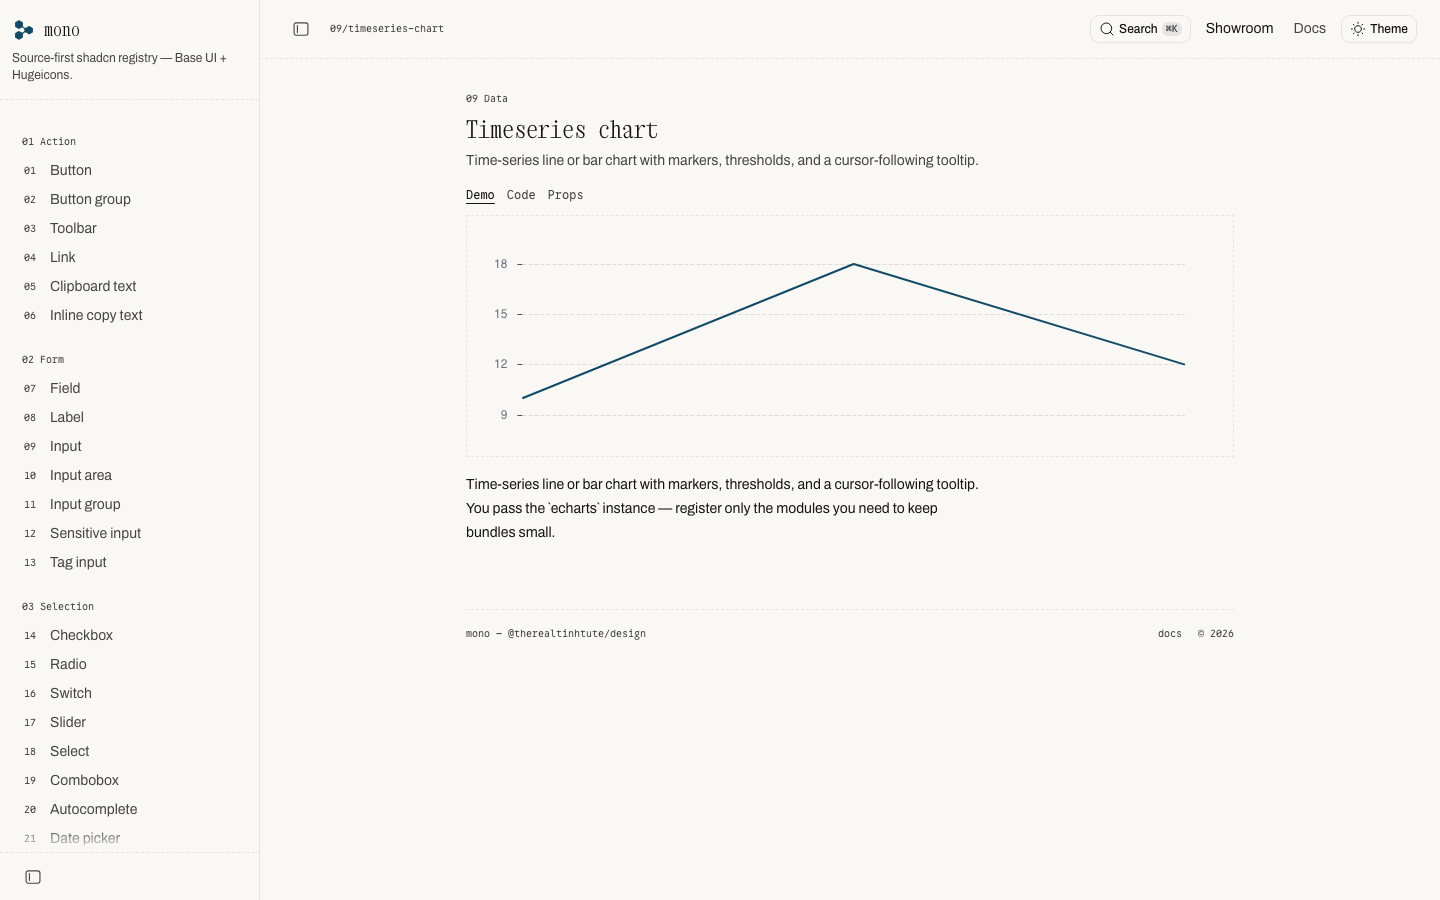 mono
Source-first shadcn registry — Base UI +
Hugeicons.
01 Action
01 Button
02 Button group
03 Toolbar
04 Link
05 Clipboard text
06 Inline copy text
02 Form
07 Field
08 Label
09 Input
10 Input area
11 Input group
12 Sensitive input
13 Tag input
03 Selection
14 Checkbox
15 Radio
16 Switch
17 Slider
18 Select
19 Combobox
20 Autocomplete
21 Date picker
09/timeseries-chart
Search ⌘K
Showroom
Docs
Theme
09 Data
Timeseries chart
Time-series line or bar chart with markers, thresholds, and a cursor-following tooltip.
Demo Code Props
18
15
12
9
Time-series line or bar chart with markers, thresholds, and a cursor-following tooltip.
You pass the `echarts` instance — register only the modules you need to keep
bundles small.
mono — @therealtinhtute/design
docs © 2026